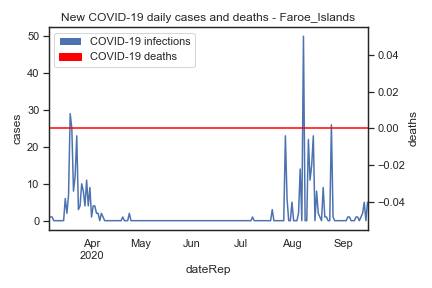 New COVID-19 daily cases and deaths - Faroe_Islands
COVID-19 infections
COVID-19 deaths
50
40
30
20
10
0
cases
0.04
0.02
0.00
−0.02
−0.04
deaths
Apr
2020
May
Jun
Jul
Aug
Sep
dateRep